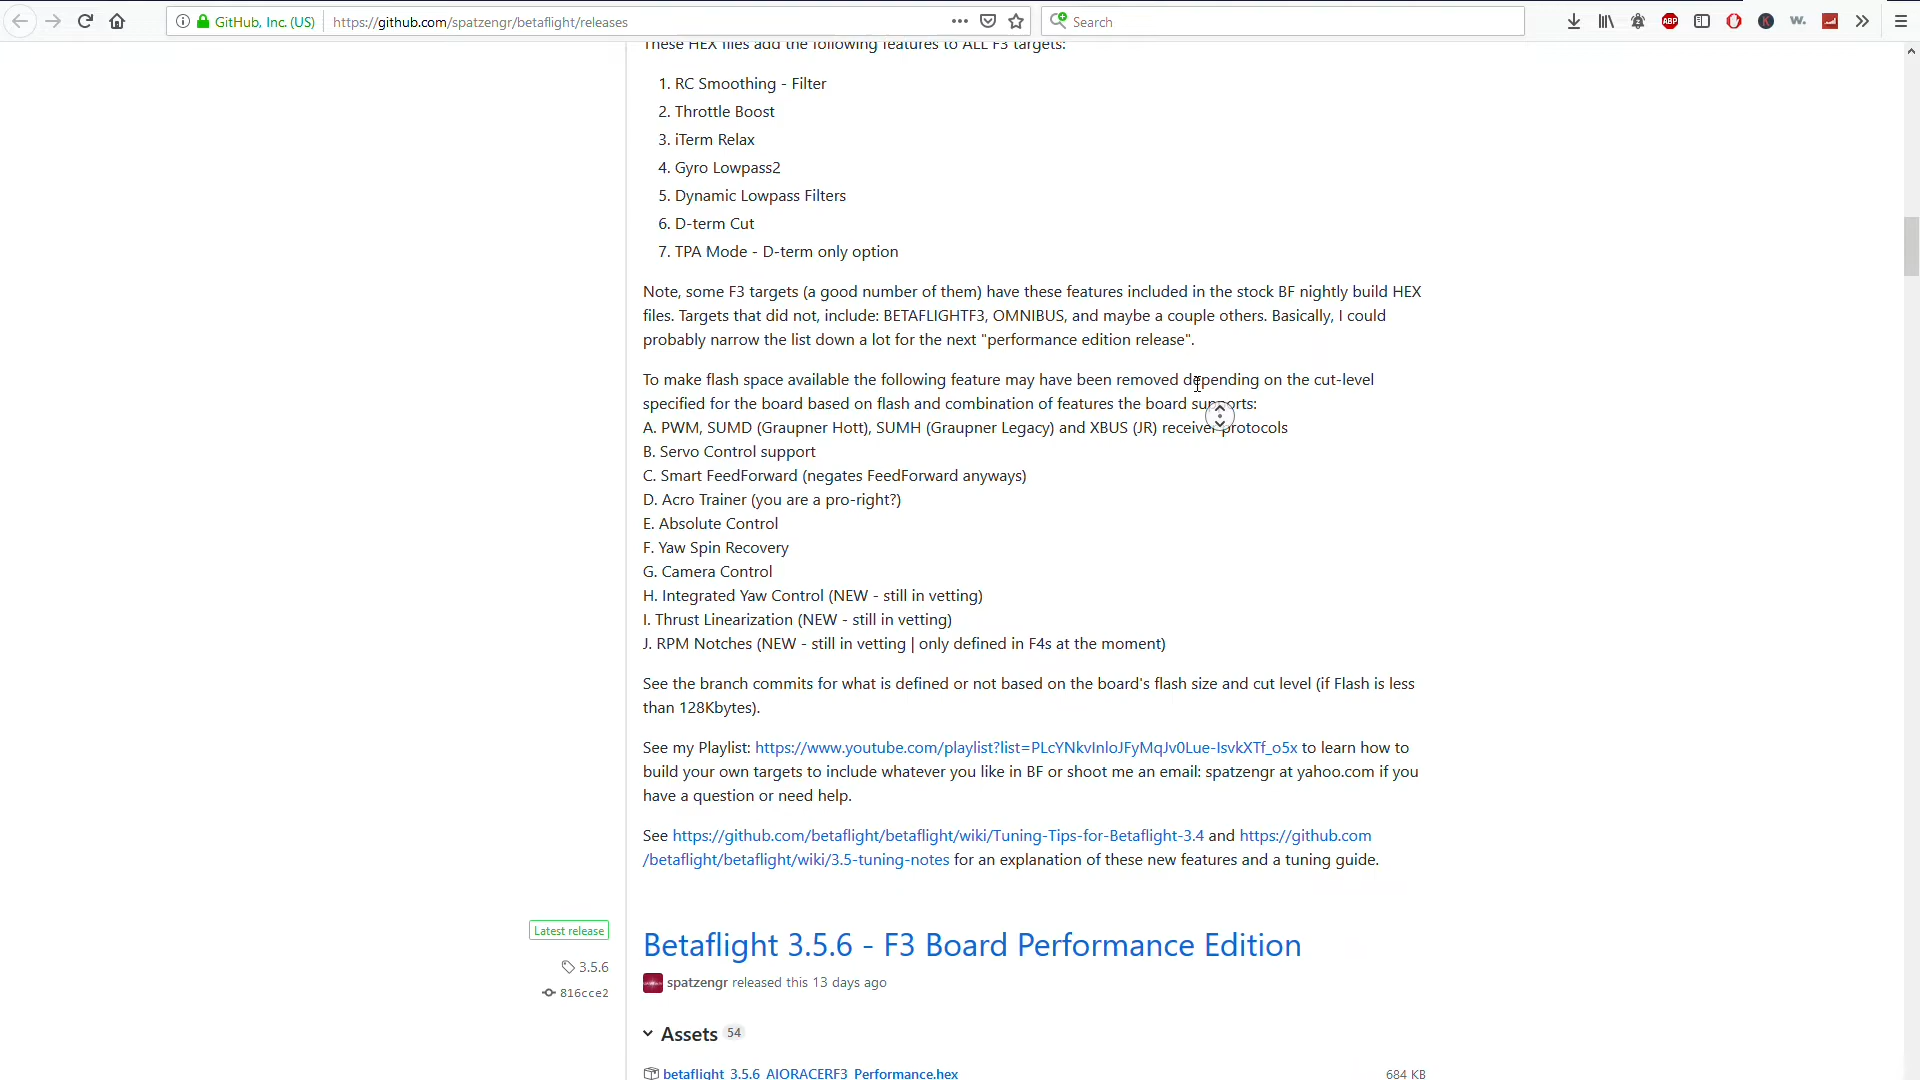 GitHub, Inc. (US)
https://github.com/spatzengr/betaflight/releases
Search
ABP
K
w.
These HEX files add the following features to ALL F3 targets:
1. RC Smoothing - Filter
2. Throttle Boost
3. iTerm Relax
4. Gyro Lowpass2
5. Dynamic Lowpass Filters
6. D-term Cut
7. TPA Mode - D-term only option
Note, some F3 targets (a good number of them) have these features included in the stock BF nightly build HEX
files. Targets that did not, include: BETAFLIGHTF3, OMNIBUS, and maybe a couple others. Basically, I could
probably narrow the list down a lot for the next "performance edition release".
To make flash space available the following feature may have been removed depending on the cut-level
specified for the board based on flash and combination of features the board supports:
A. PWM, SUMD (Graupner Hott), SUMH (Graupner Legacy) and XBUS (JR) receiver protocols
B. Servo Control support
C. Smart FeedForward (negates FeedForward anyways)
D. Acro Trainer (you are a pro-right?)
E. Absolute Control
F. Yaw Spin Recovery
G. Camera Control
H. Integrated Yaw Control (NEW - still in vetting)
I. Thrust Linearization (NEW - still in vetting)
J. RPM Notches (NEW - still in vetting | only defined in F4s at the moment)
See the branch commits for what is defined or not based on the board's flash size and cut level (if Flash is less
than 128Kbytes).
See my Playlist: https://www.youtube.com/playlist?list=PLcYNkvInloJFyMqJv0Lue-IsvkXTf_o5x to learn how to
build your own targets to include whatever you like in BF or shoot me an email: spatzengr at yahoo.com if you
have a question or need help.
See https://github.com/betaflight/betaflight/wiki/Tuning-Tips-for-Betaflight-3.4 and https://github.com
/betaflight/betaflight/wiki/3.5-tuning-notes for an explanation of these new features and a tuning guide.
Latest release
3.5.6
816cce2
Betaflight 3.5.6 - F3 Board Performance Edition
spatzengr released this 13 days ago
Assets 54
betaflight_3.5.6_AIORACERF3_Performance.hex
684 KB